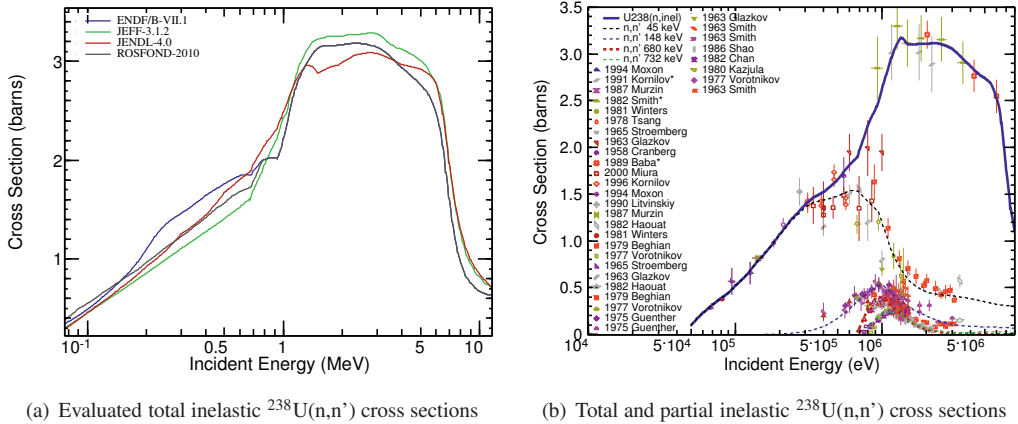 ENDF/B-VII.1
JEFF-3.1.2
JENDL-4.0
ROSFOND-2010
Cross Section (barns)
3
2
1
10-1
0.5
1
5
10
Incident Energy (MeV)
(a) Evaluated total inelastic 238U(n,n') cross sections
U238(n,inel)
n,n' 45 keV
n,n' 148 keV
n,n' 680 keV
n,n' 732 keV
1994 Moxon
1991 Kornilov*
1987 Murzin
1982 Smith*
1981 Winters
1978 Tsang
1965 Stroemberg
1963 Glazkov
1958 Cranberg
1989 Baba*
2000 Miura
1996 Kornilov
1994 Moxon
1990 Litvinskiy
1987 Murzin
1982 Haouat
1981 Winters
1979 Beghian
1977 Vorotnikov
1965 Stroemberg
1963 Glazkov
1982 Haouat
1979 Beghian
1977 Vorotnikov
1975 Guenther
1975 Guenther
1963 Glazkov
1963 Smith
1963 Smith
1986 Shao
1982 Chan
1980 Kazjula
1977 Vorotnikov
1963 Smith
Cross Section (barns)
3.5
3.0
2.5
2.0
1.5
1.0
0.5
0
10^4
5·10^4
10^5
5·10^5
10^6
5·10^6
Incident Energy (eV)
(b) Total and partial inelastic 238U(n,n') cross sections